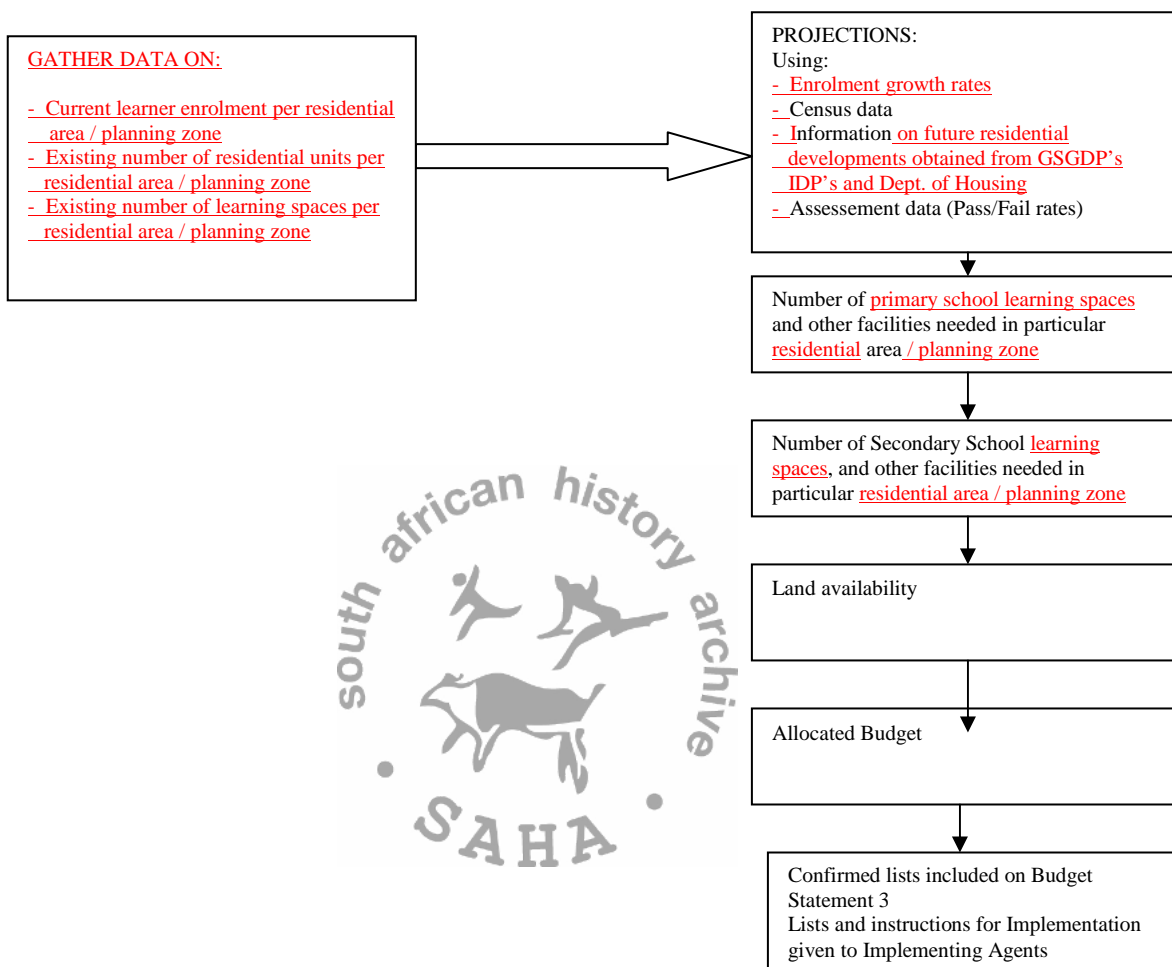 GATHER DATA ON:
- Current learner enrolment per residential
area / planning zone
- Existing number of residential units per
residential area / planning zone
- Existing number of learning spaces per
residential area / planning zone
PROJECTIONS:
Using:
- Enrolment growth rates
- Census data
- Information on future residential
developments obtained from GSGDP's
IDP's and Dept. of Housing
- Assessement data (Pass/Fail rates)
Number of primary school learning spaces
and other facilities needed in particular
residential area / planning zone
Number of Secondary School learning
spaces, and other facilities needed in
particular residential area / planning zone
Land availability
Allocated Budget
Confirmed lists included on Budget
Statement 3
Lists and instructions for Implementation
given to Implementing Agents
south african history archive
• SAHA •